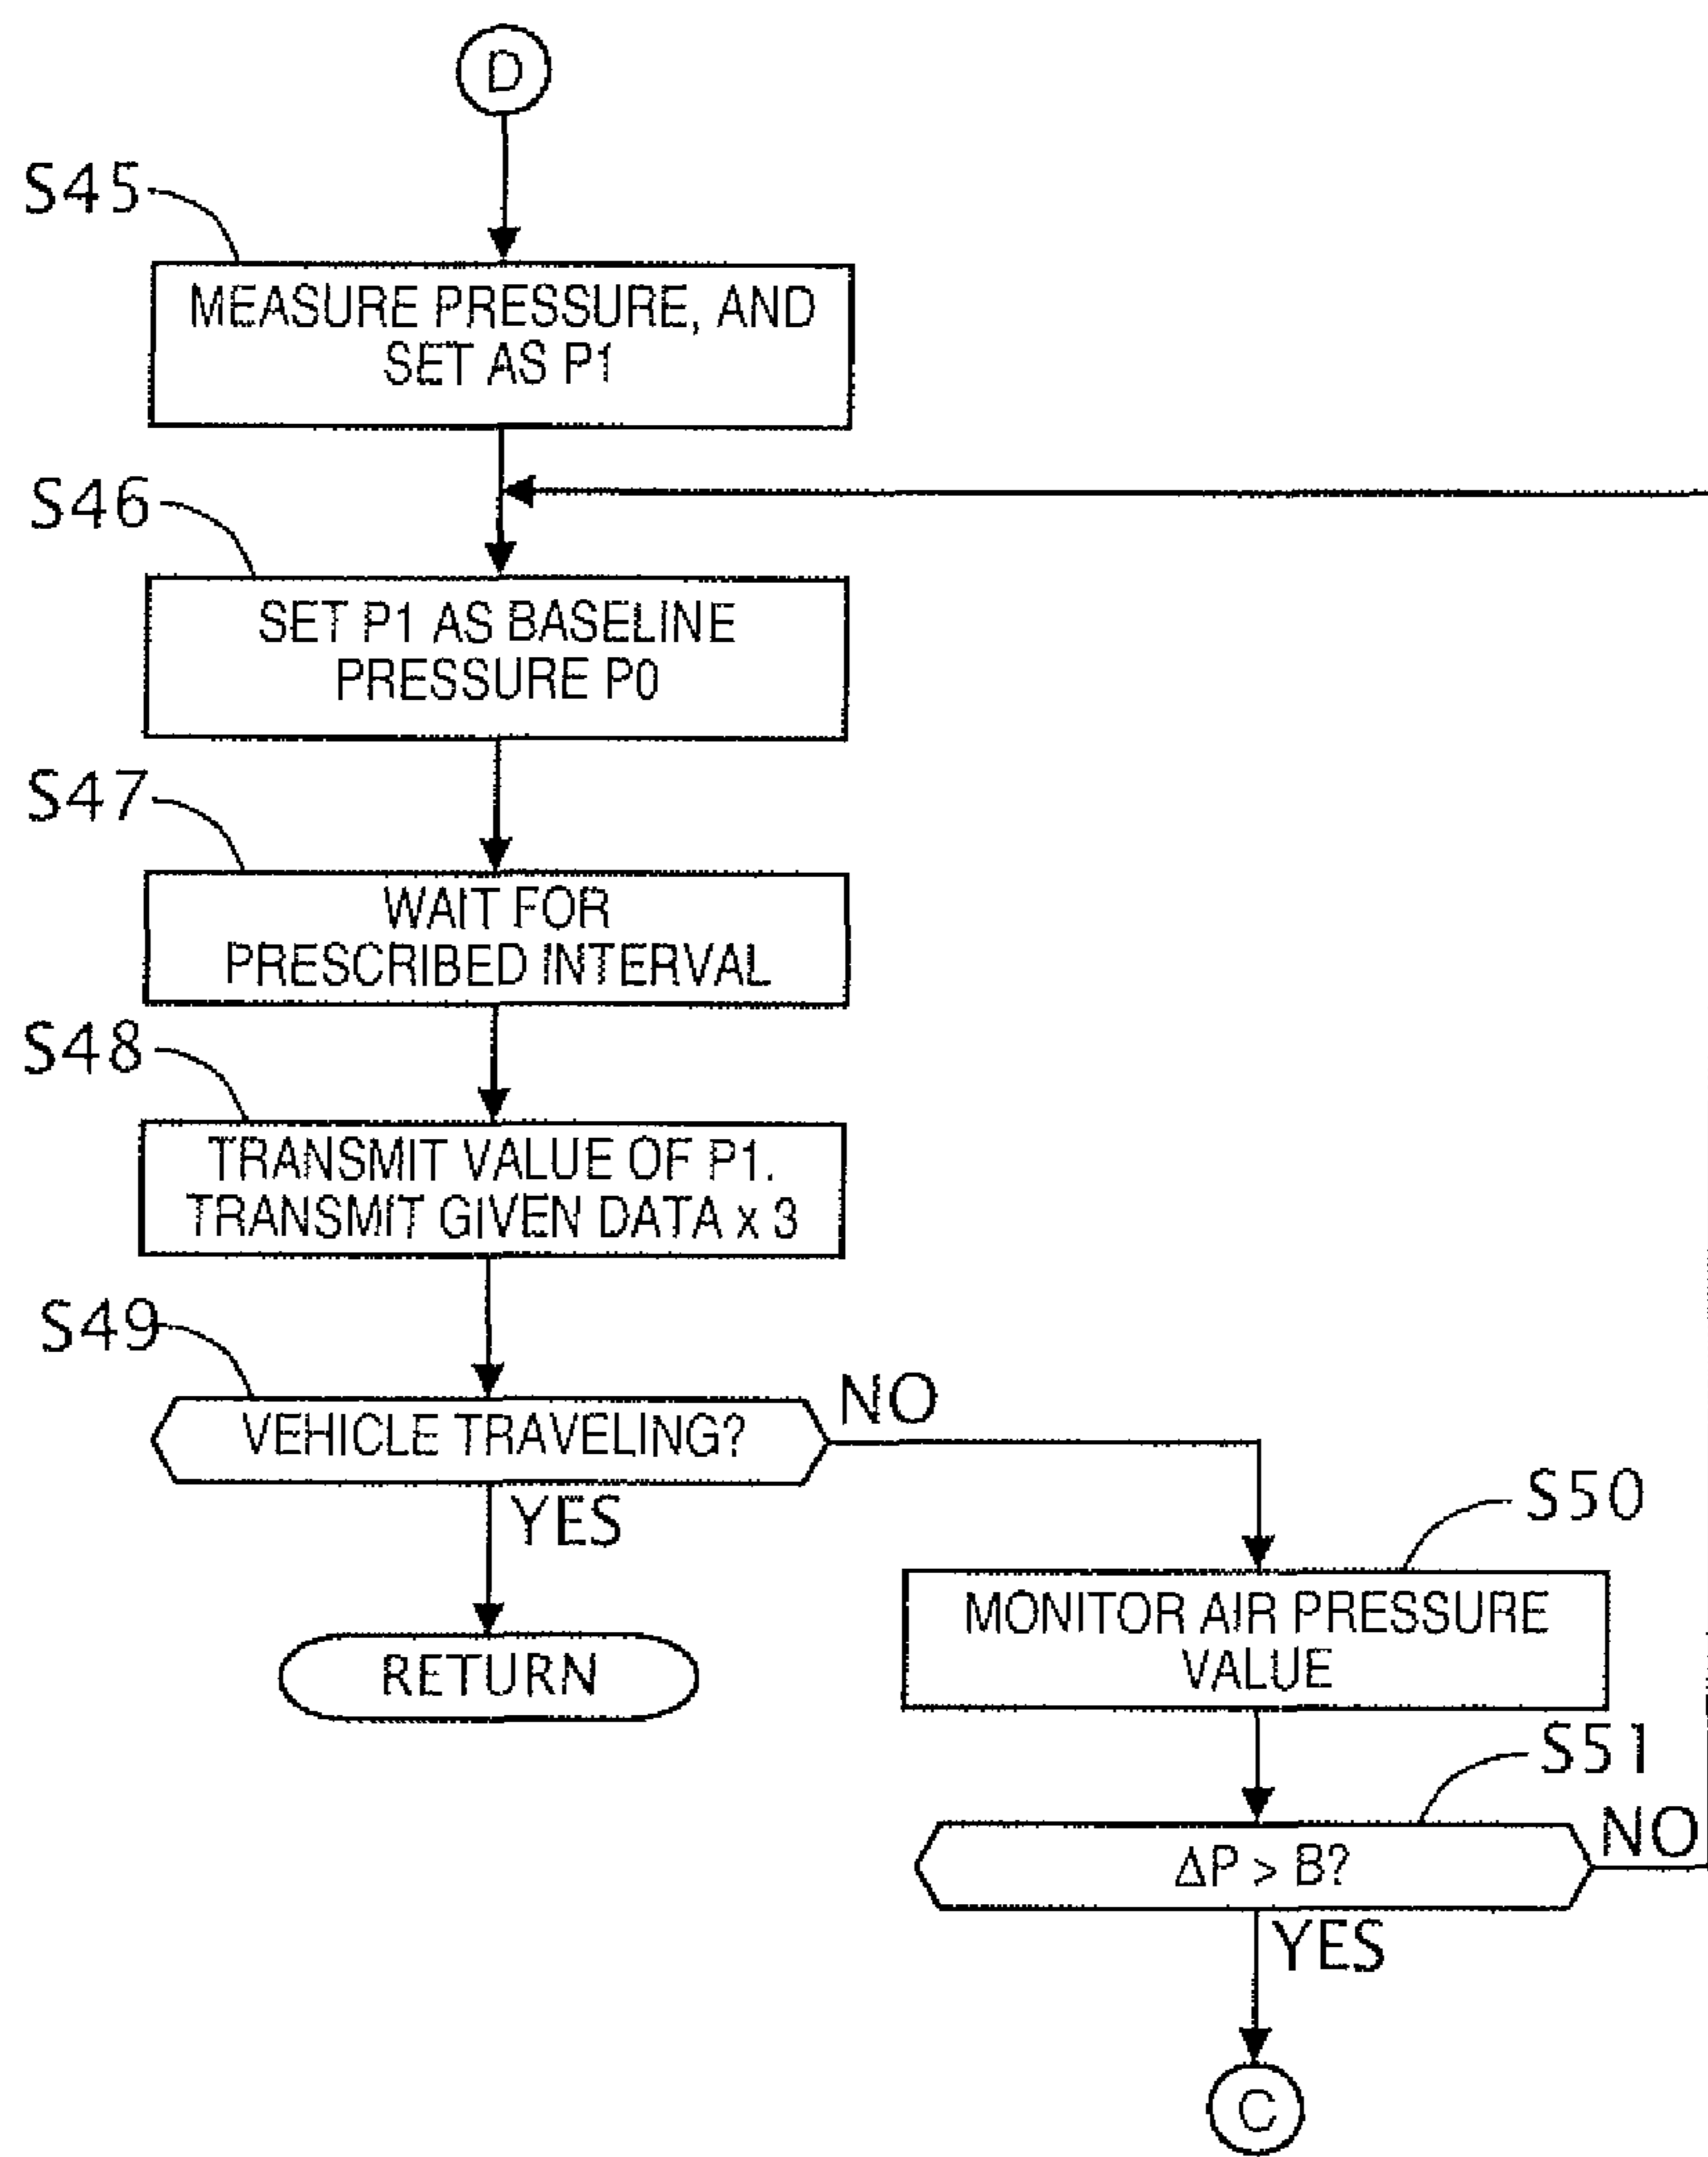 D
S45
MEASURE PRESSURE, AND
SET AS P1
S46
SET P1 AS BASELINE
PRESSURE P0
S47
WAIT FOR
PRESCRIBED INTERVAL
S48
TRANSMIT VALUE OF P1.
TRANSMIT GIVEN DATA x 3
S49
VEHICLE TRAVELING?
NO
YES
RETURN
S50
MONITOR AIR PRESSURE
VALUE
S51
ΔP > B?
NO
YES
C